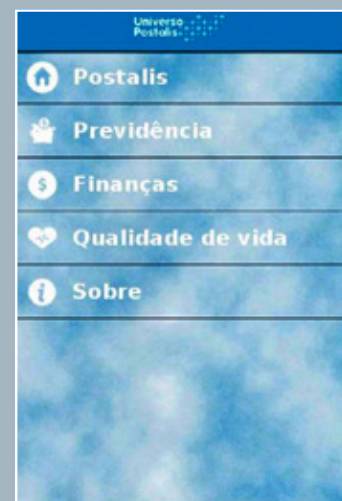 Universo
Postalis
Postalis
Previdência
Finanças
Qualidade de vida
Sobre